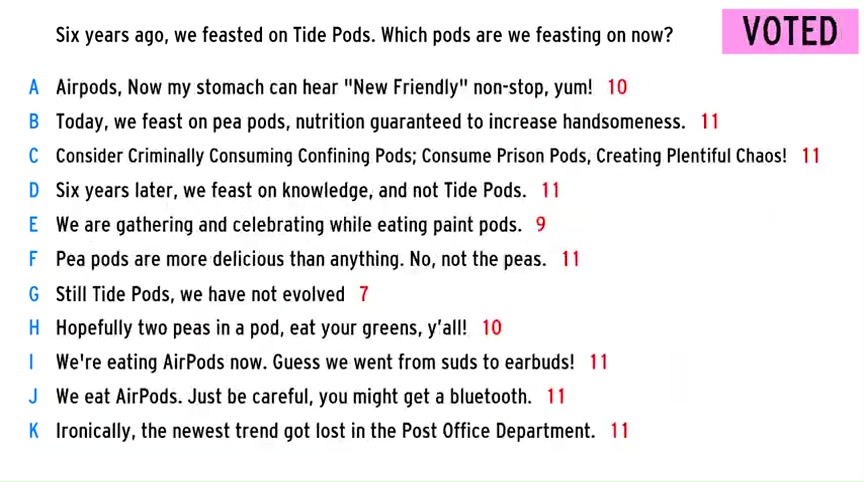 Six years ago, we feasted on Tide Pods. Which pods are we feasting on now?
VOTED
A Airpods, Now my stomach can hear "New Friendly" non-stop, yum! 10
B Today, we feast on pea pods, nutrition guaranteed to increase handsomeness. 11
C Consider Criminally Consuming Confining Pods; Consume Prison Pods, Creating Plentiful Chaos! 11
D Six years later, we feast on knowledge, and not Tide Pods. 11
E We are gathering and celebrating while eating paint pods. 9
F Pea pods are more delicious than anything. No, not the peas. 11
G Still Tide Pods, we have not evolved 7
H Hopefully two peas in a pod, eat your greens, y'all! 10
I We're eating AirPods now. Guess we went from suds to earbuds! 11
J We eat AirPods. Just be careful, you might get a bluetooth. 11
K Ironically, the newest trend got lost in the Post Office Department. 11